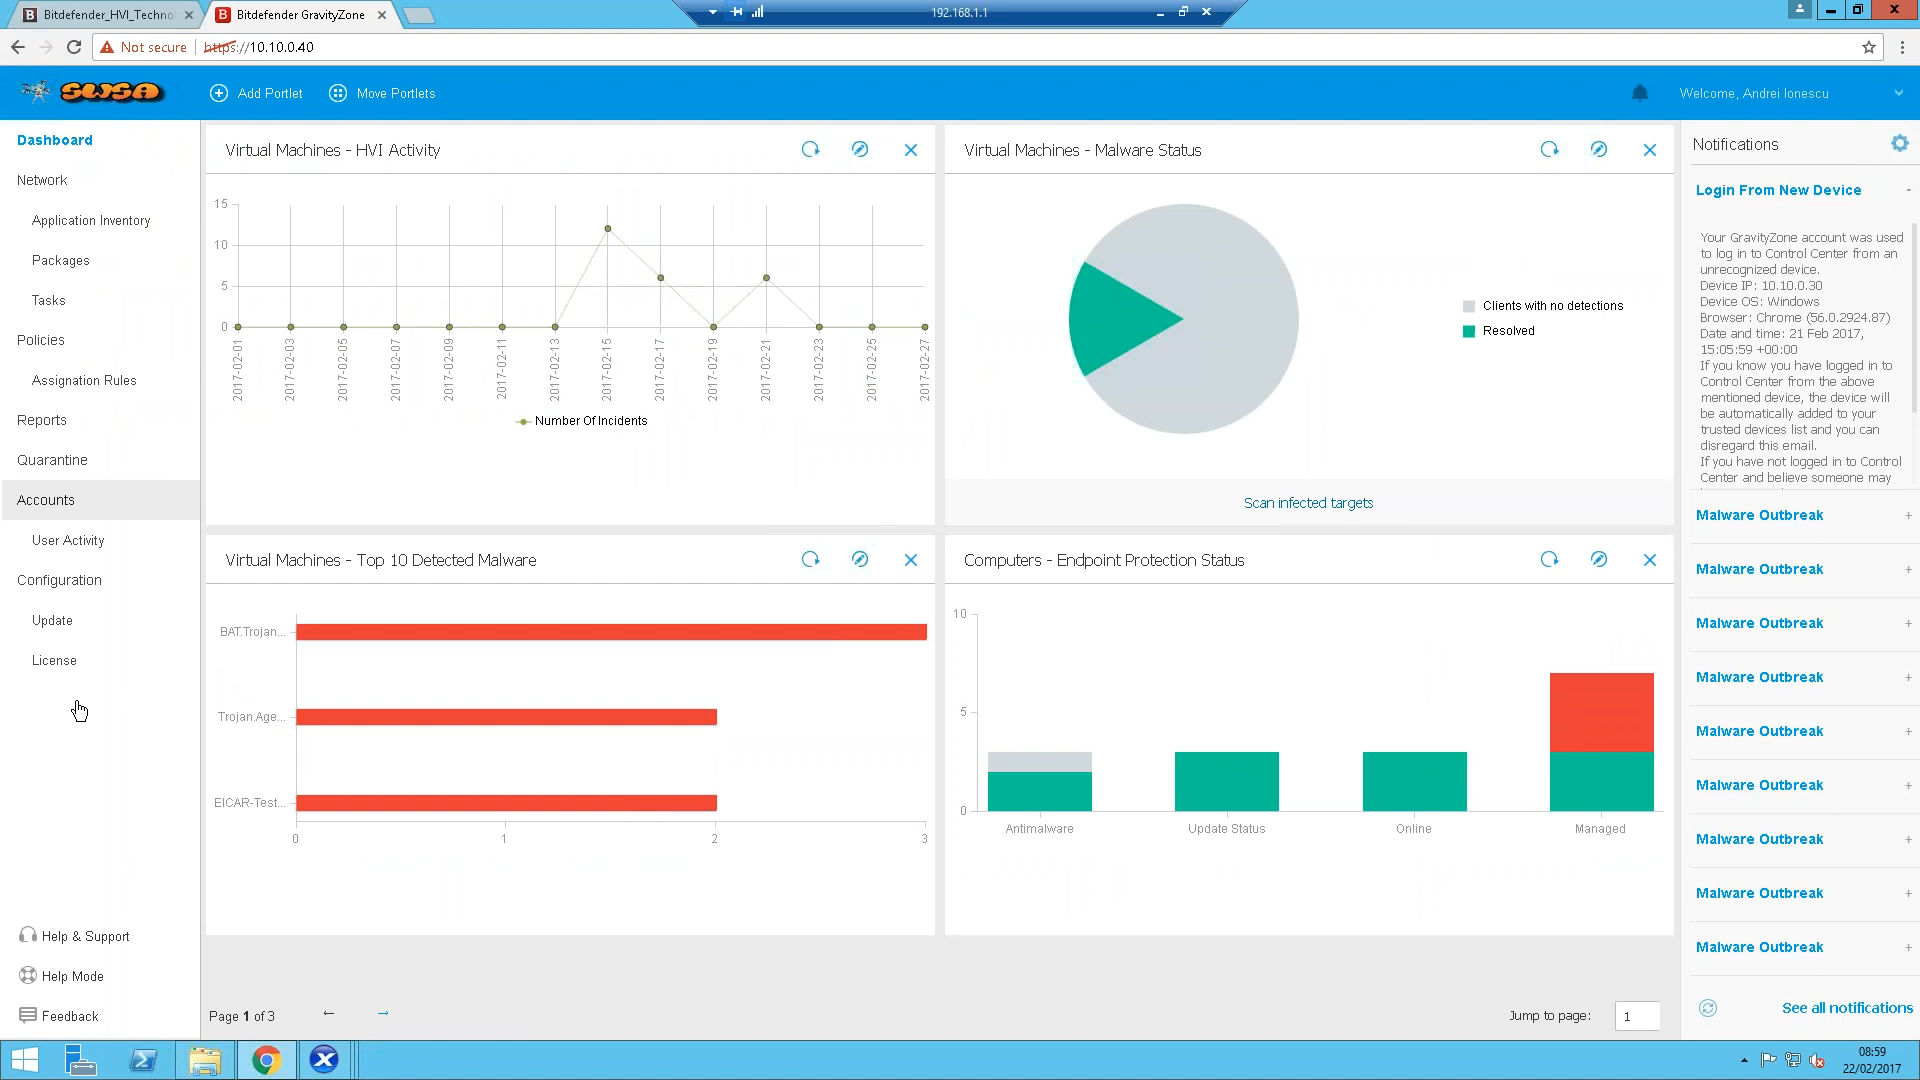 Bitdefender_HVI_Techno
Bitdefender GravityZone
192.168.1.1
Not secure
https://10.10.0.40
SWSA
Add Portlet
Move Portlets
Welcome, Andrei Ionescu
Dashboard
Network
Application Inventory
Packages
Tasks
Policies
Assignation Rules
Reports
Quarantine
Accounts
User Activity
Configuration
Update
License
Help & Support
Help Mode
Feedback
Virtual Machines - HVI Activity
15
10
5
0
2017-02-01
2017-02-03
2017-02-05
2017-02-07
2017-02-09
2017-02-11
2017-02-13
2017-02-15
2017-02-17
2017-02-19
2017-02-21
2017-02-23
2017-02-25
2017-02-27
Number Of Incidents
Virtual Machines - Malware Status
Clients with no detections
Resolved
Scan infected targets
Virtual Machines - Top 10 Detected Malware
BAT.Trojan...
Trojan.Age...
EICAR-Test...
0
1
2
3
Computers - Endpoint Protection Status
10
5
0
Antimalware
Update Status
Online
Managed
Page 1 of 3
Jump to page:
1
Notifications
Login From New Device
-
Your GravityZone account was used
to log in to Control Center from an
unrecognized device.
Device IP: 10.10.0.30
Device OS: Windows
Browser: Chrome (56.0.2924.87)
Date and time: 21 Feb 2017,
15:05:59 +00:00
If you know you have logged in to
Control Center from the above
mentioned device, the device will
be automatically added to your
trusted devices list and you can
disregard this email.
If you have not logged in to Control
Center and believe someone may
Malware Outbreak +
Malware Outbreak +
Malware Outbreak +
Malware Outbreak +
Malware Outbreak +
Malware Outbreak +
Malware Outbreak +
Malware Outbreak +
Malware Outbreak +
See all notifications
08:59
22/02/2017